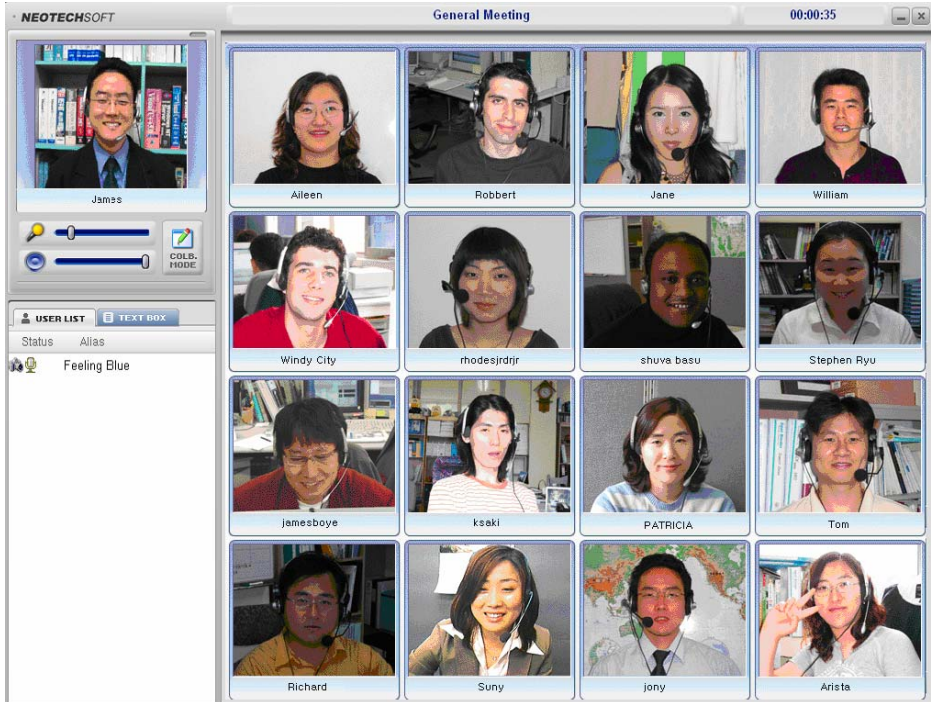 NEOTECHSOFT
General Meeting
00:00:35
James
COLB.
MODE
USER LIST
TEXT BOX
Status Alias
Feeling Blue
Aileen
Robbert
Jane
William
Windy City
rhodesjrdrjr
shuva basu
Stephen Ryu
jamesboye
ksaki
PATRICIA
Tom
Richard
Suny
jony
Arista